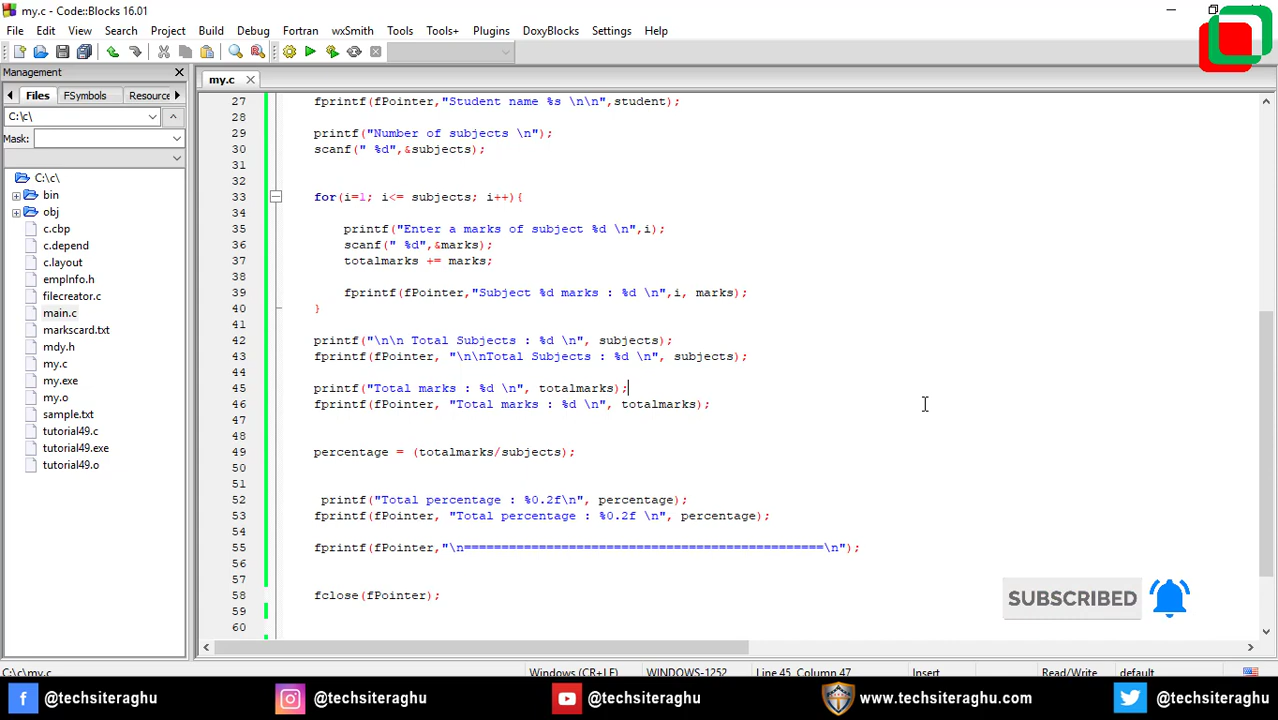 my.c - Code::Blocks 16.01
File Edit View Search Project Build Debug Fortran wxSmith Tools Tools+ Plugins DoxyBlocks Settings Help
Management
my.c
Files FSymbols Resource
C:\c\
Mask:
C:\c\
bin
obj
c.cbp
c.depend
c.layout
empInfo.h
filecreator.c
main.c
markscard.txt
mdy.h
my.c
my.exe
my.o
sample.txt
tutorial49.c
tutorial49.exe
tutorial49.o
27 fprintf(fPointer,"Student name %s \n\n",student);
28
29 printf("Number of subjects \n");
30 scanf(" %d",&subjects);
31
32
33 for(i=1; i<= subjects; i++){
34
35 printf("Enter a marks of subject %d \n",i);
36 scanf(" %d",&marks);
37 totalmarks += marks;
38
39 fprintf(fPointer,"Subject %d marks : %d \n",i, marks);
40 }
41
42 printf("\n\n Total Subjects : %d \n", subjects);
43 fprintf(fPointer, "\n\nTotal Subjects : %d \n", subjects);
44
45 printf("Total marks : %d \n", totalmarks);
46 fprintf(fPointer, "Total marks : %d \n", totalmarks);
47
48
49 percentage = (totalmarks/subjects);
50
51
52 printf("Total percentage : %0.2f\n", percentage);
53 fprintf(fPointer, "Total percentage : %0.2f \n", percentage);
54
55 fprintf(fPointer,"\n================================================\n");
56
57
58 fclose(fPointer);
59
60
SUBSCRIBED
C:\c\my.c Windows (CR+LF) WINDOWS-1252 Line 45, Column 47 Insert Read/Write default
@techsiteraghu @techsiteraghu @techsiteraghu www.techsiteraghu.com @techsiteraghu